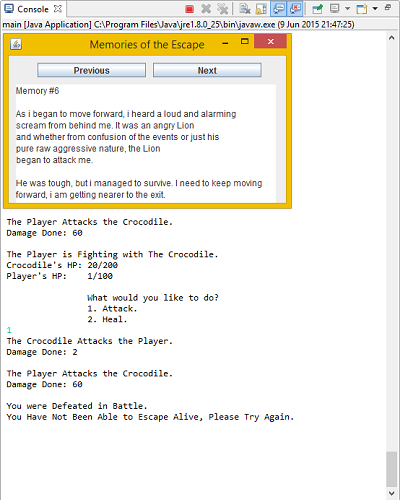 Console
main [Java Application] C:\Program Files\Java\jre1.8.0_25\bin\javaw.exe (9 Jun 2015 21:47:25)
Memories of the Escape
Previous Next
Memory #6
As i began to move forward, i heard a loud and alarming
scream from behind me. It was an angry Lion
and whether from confusion of the events or just his
pure raw aggressive nature, the Lion
began to attack me.
He was tough, but i managed to survive. I need to keep moving
forward, i am getting nearer to the exit.
The Player Attacks the Crocodile.
Damage Done: 60
The Player is Fighting with The Crocodile.
Crocodile's HP: 20/200
Player's HP: 1/100
What would you like to do?
1. Attack.
2. Heal.
1
The Crocodile Attacks the Player.
Damage Done: 2
The Player Attacks the Crocodile.
Damage Done: 60
You were Defeated in Battle.
You Have Not Been Able to Escape Alive, Please Try Again.